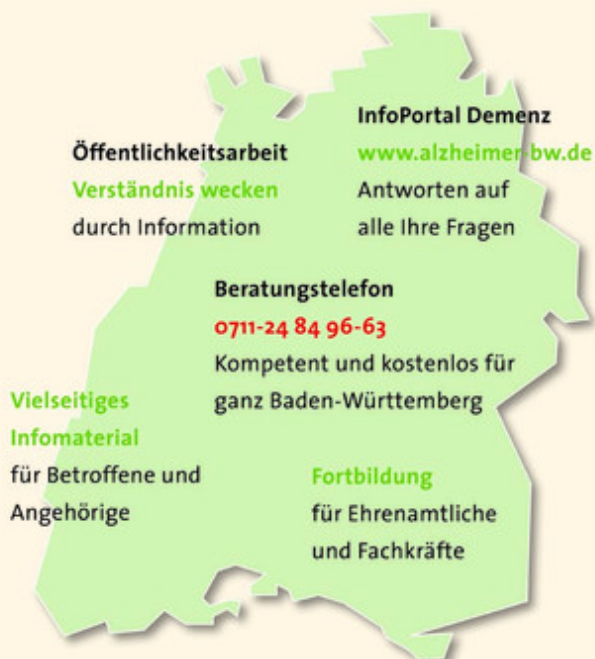 InfoPortal Demenz
www.alzheimer-bw.de
Antworten auf
alle Ihre Fragen
Öffentlichkeitsarbeit
Verständnis wecken
durch Information
Beratungstelefon
0711-24 84 96-63
Kompetent und kostenlos für
ganz Baden-Württemberg
Vielseitiges
Infomaterial
für Betroffene und
Angehörige
Fortbildung
für Ehrenamtliche
und Fachkräfte